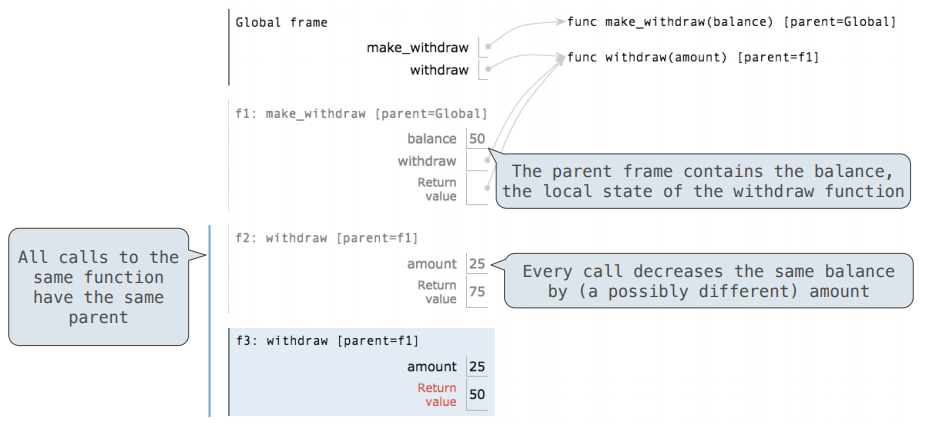 Global frame
make_withdraw
withdraw
func make_withdraw(balance) [parent=Global]
func withdraw(amount) [parent=f1]
f1: make_withdraw [parent=Global]
balance 50
withdraw
Return
value
The parent frame contains the balance,
the local state of the withdraw function
All calls to the
same function
have the same
parent
f2: withdraw [parent=f1]
amount 25
Return
value 75
Every call decreases the same balance
by (a possibly different) amount
f3: withdraw [parent=f1]
amount 25
Return
value 50